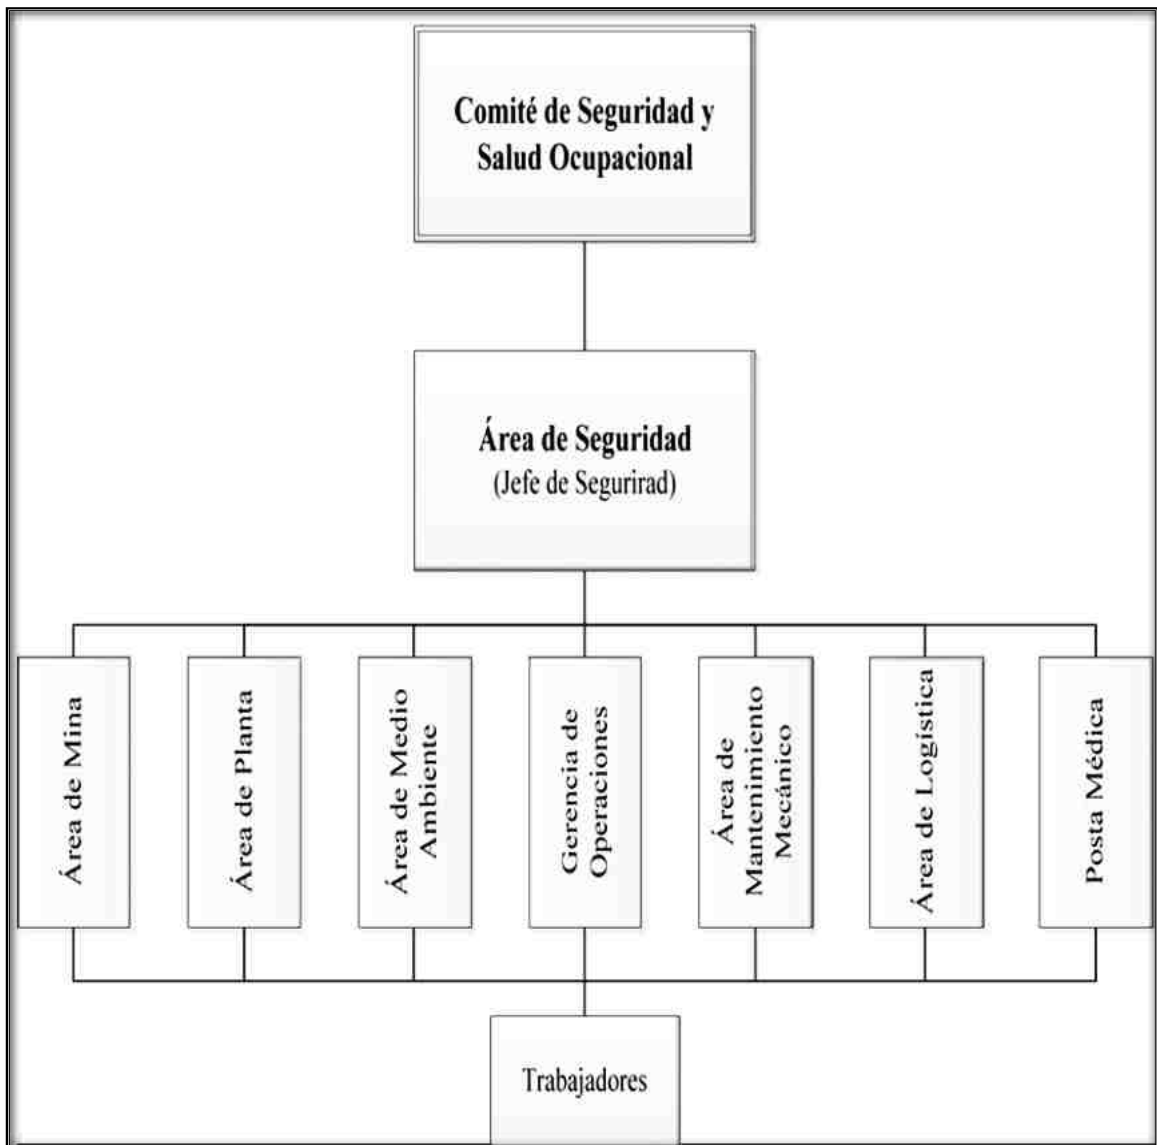 Comité de Seguridad y
Salud Ocupacional
Área de Seguridad
(Jefe de Segurirad)
Área de Mina
Área de Planta
Área de Medio
Ambiente
Gerencia de
Operaciones
Área de
Mantenimiento
Mecánico
Área de Logística
Posta Médica
Trabajadores